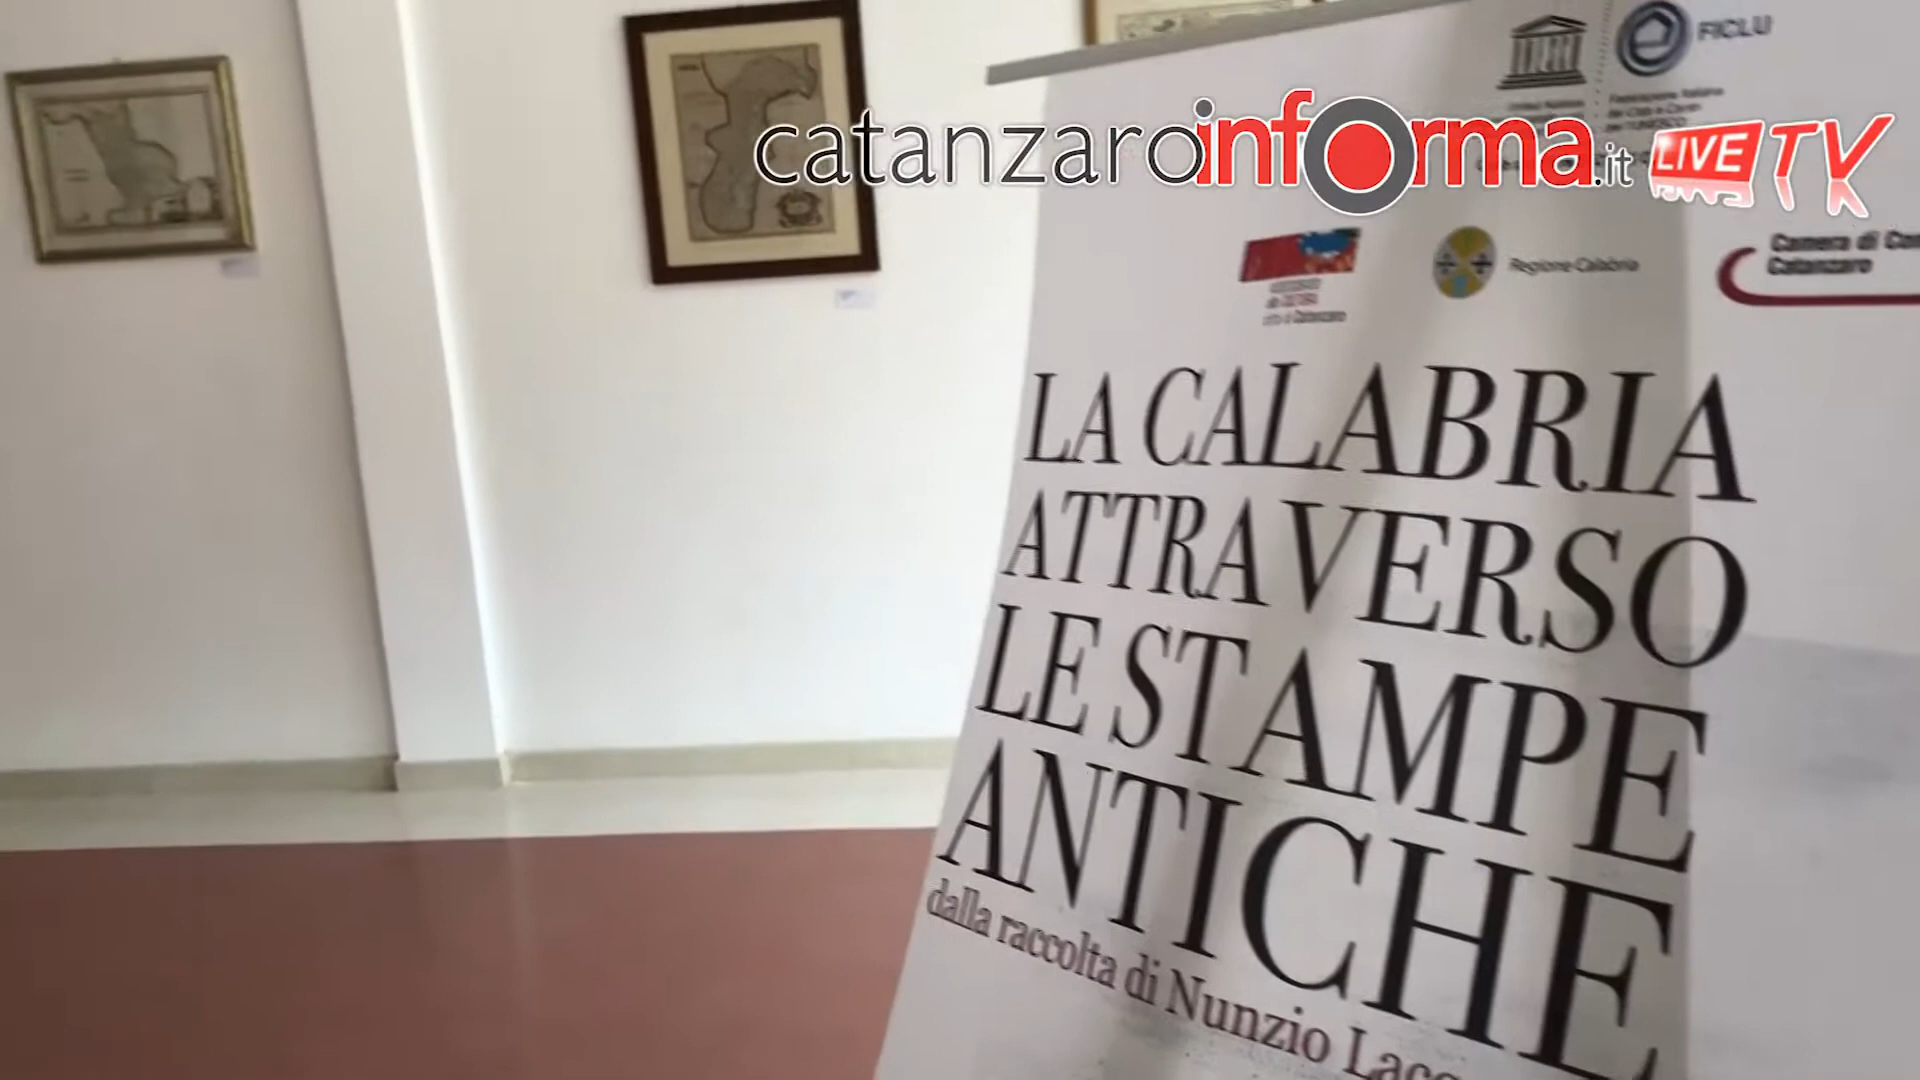 FICLU
catanzaroinforma.it LIVE TV
Regione Calabria
Camera di
Catanzaro
LA CALABRIA
ATTRAVERSO
LE STAMPE
ANTICHE
dalla raccolta di Nunzio